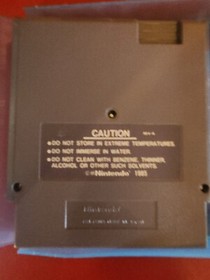 CAUTION
•DO NOT STORE IN EXTREME TEMPERATURES.
•DO NOT IMMERSE IN WATER.
•DO NOT CLEAN WITH BENZENE, THINNER,
ALCOHOL OR OTHER SUCH SOLVENTS.
©Nintendo 1985
Nintendo